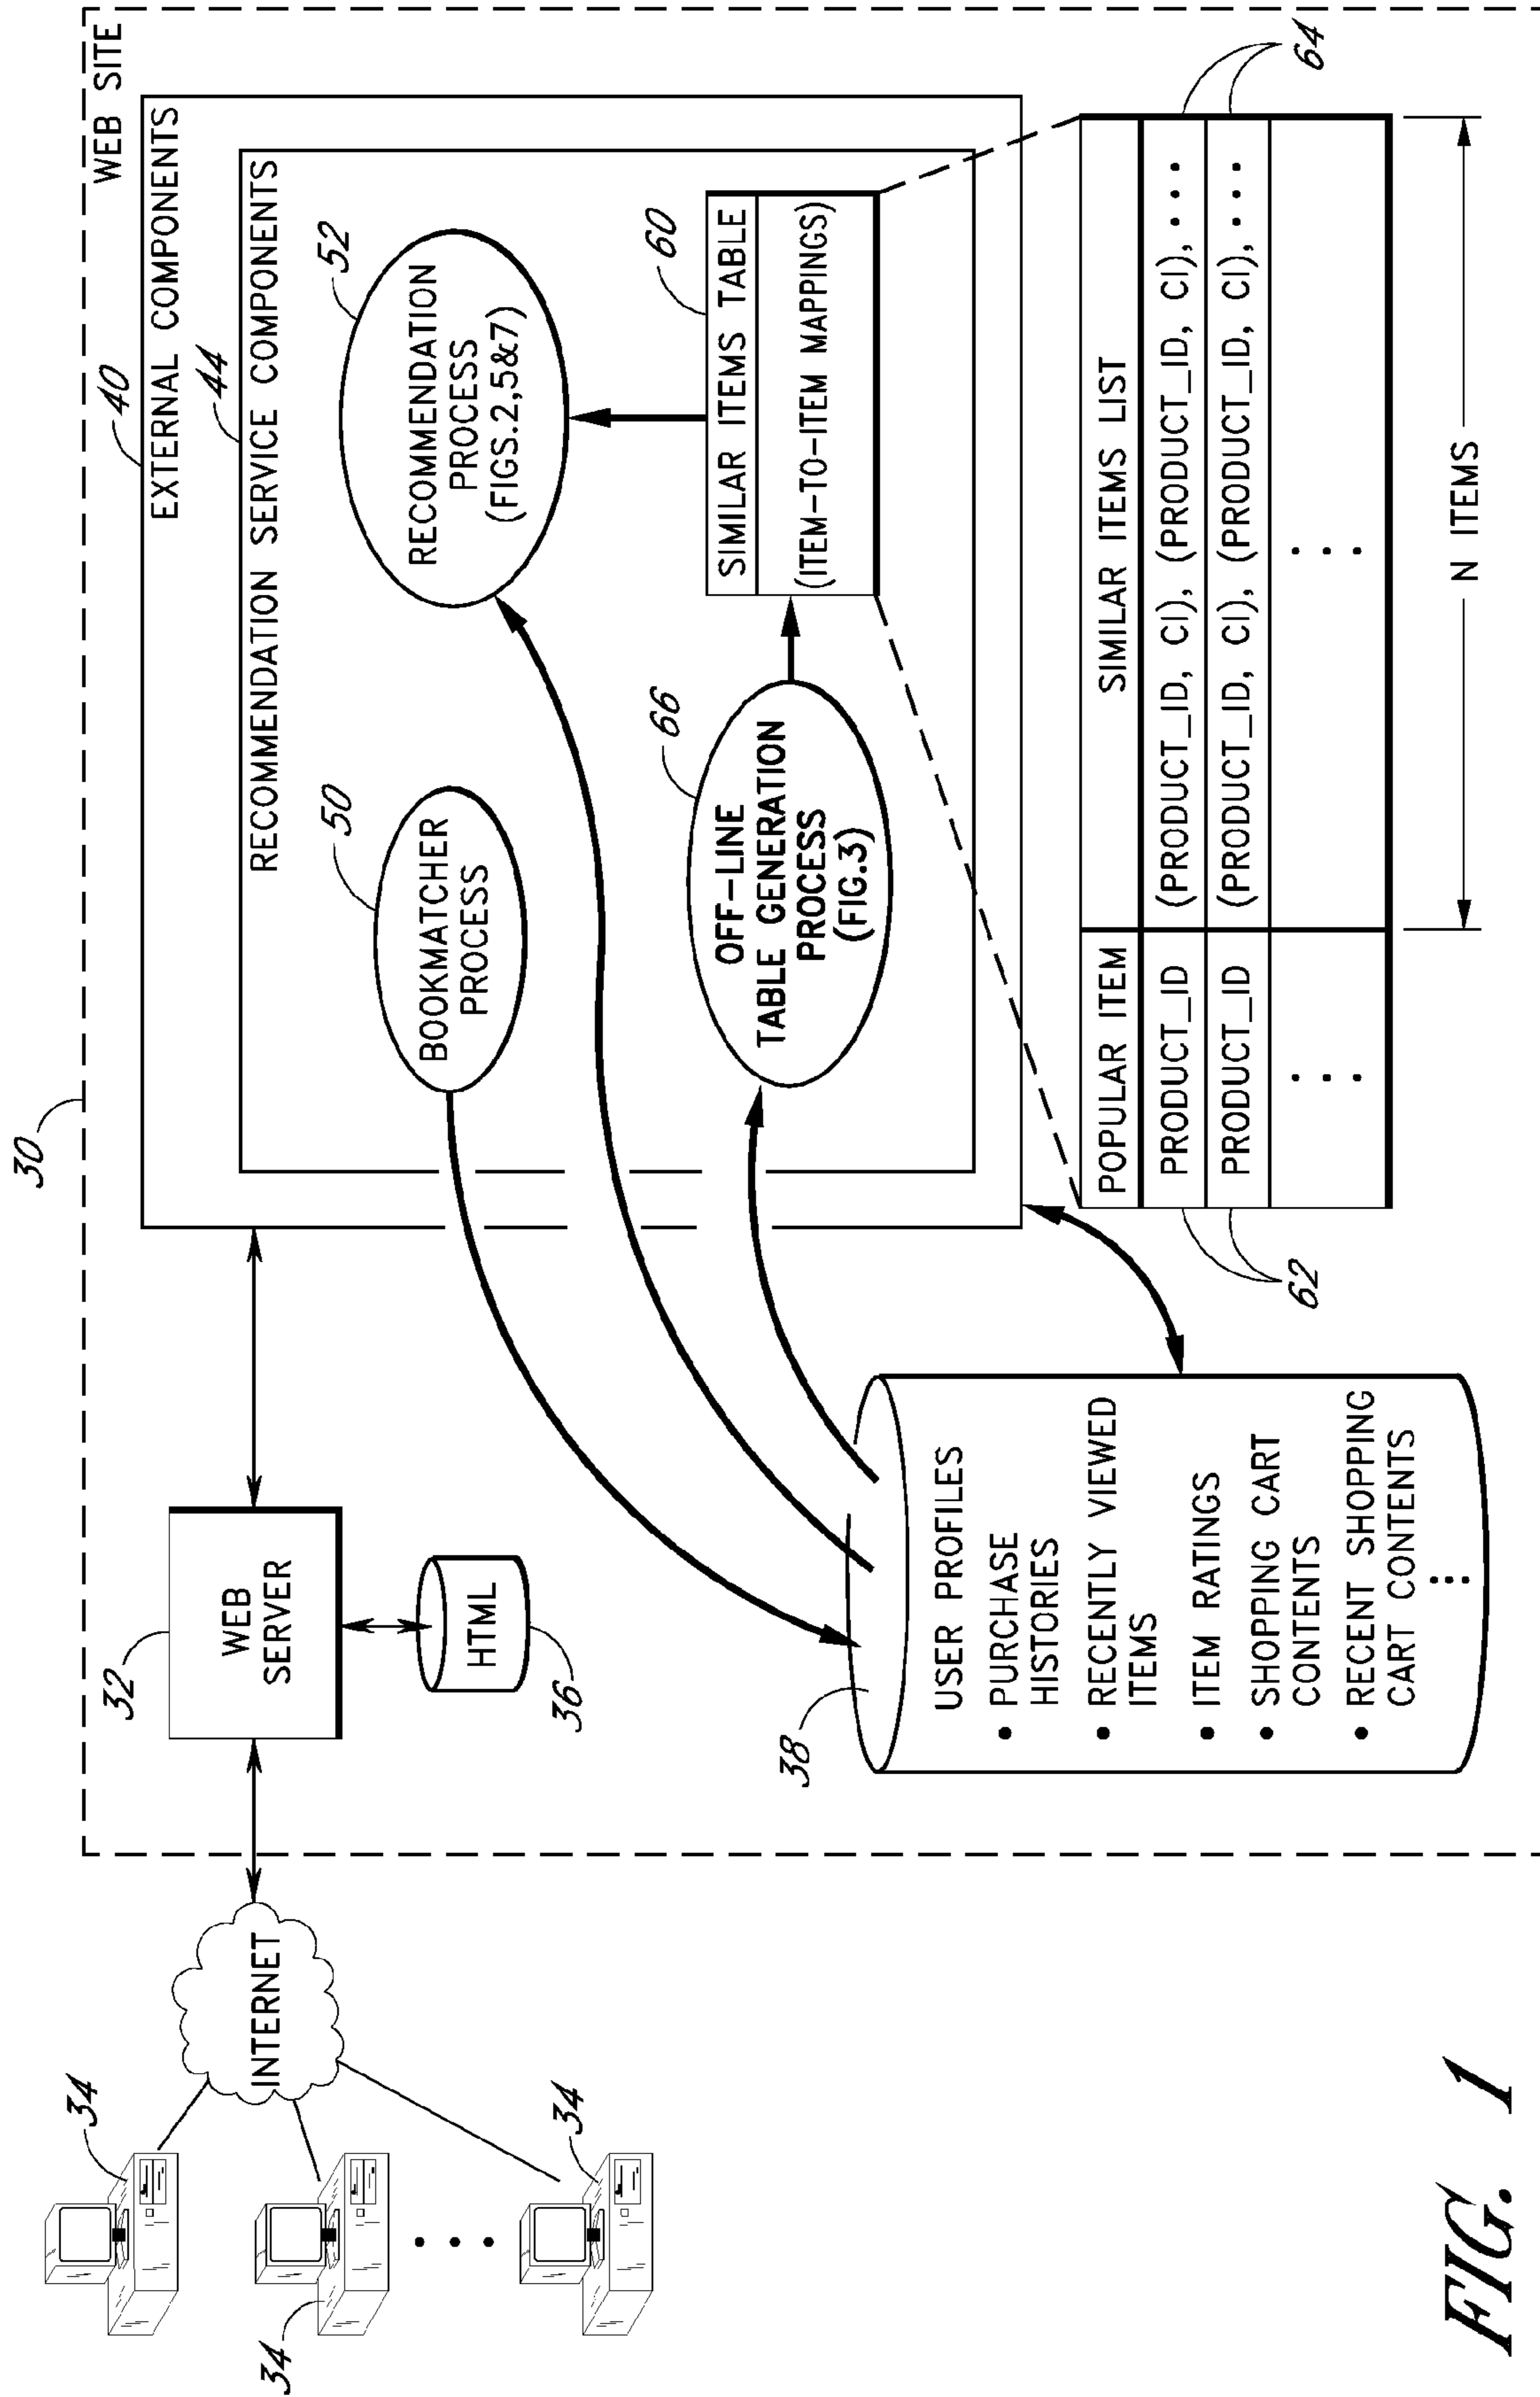 30
WEB SITE
40
EXTERNAL COMPONENTS
44
RECOMMENDATION SERVICE COMPONENTS
34
34
34
INTERNET
32
WEB
SERVER
HTML
36
50
BOOKMATCHER
PROCESS
52
RECOMMENDATION
PROCESS
(FIGS.2,5&7)
66
OFF-LINE
TABLE GENERATION
PROCESS
(FIG.3)
60
SIMILAR ITEMS TABLE
(ITEM-TO-ITEM MAPPINGS)
38
USER PROFILES
• PURCHASE
HISTORIES
• RECENTLY VIEWED
ITEMS
• ITEM RATINGS
• SHOPPING CART
CONTENTS
• RECENT SHOPPING
CART CONTENTS
POPULAR ITEM SIMILAR ITEMS LIST
PRODUCT_ID (PRODUCT_ID, CI), (PRODUCT_ID, CI), • • •
PRODUCT_ID (PRODUCT_ID, CI), (PRODUCT_ID, CI), • • •
62
64
N ITEMS
FIG. 1